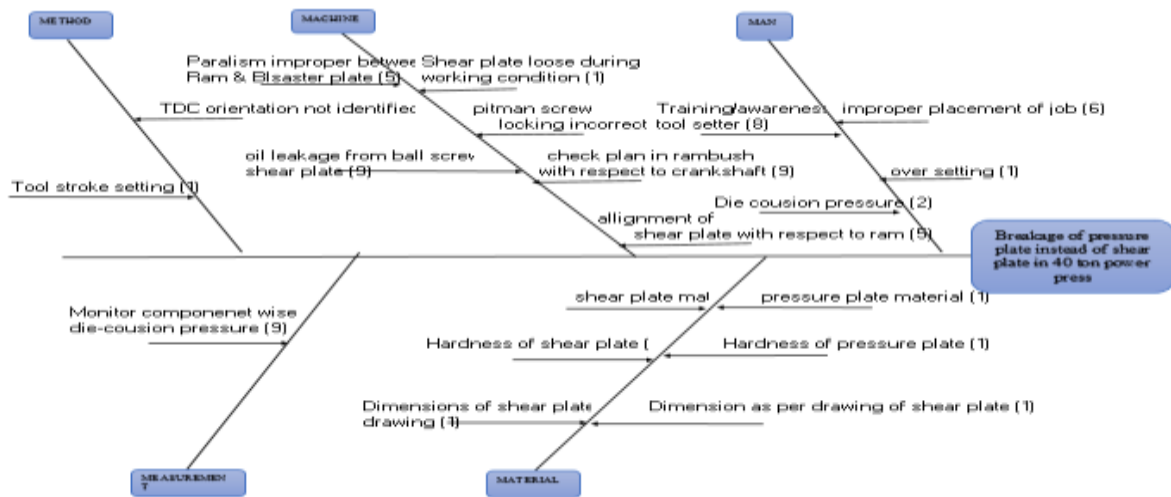 METHOD
MACHINE
MAN
Paralism improper betwee
Ram & Blsaster plate (5)
Shear plate loose during
working condition (1)
TDC orientation not identified
pitman screw
locking incorrect
Training/awareness
tool setter (8)
improper placement of job (6)
oil leakage from ball screw
shear plate (9)
check plan in rambush
with respect to crankshaft (9)
Tool stroke setting (1)
over setting (1)
Die cousion pressure (2)
allignment of
shear plate with respect to ram (5)
Breakage of pressure
plate instead of shear
plate in 40 ton power
press
Monitor componenet wise
die-cousion pressure (9)
shear plate
pressure plate material (1)
Hardness of shear plate (
Hardness of pressure plate (1)
Dimensions of shear plate
drawing (1)
Dimension as per drawing of shear plate (1)
MEASUREMEN
T
MATERIAL